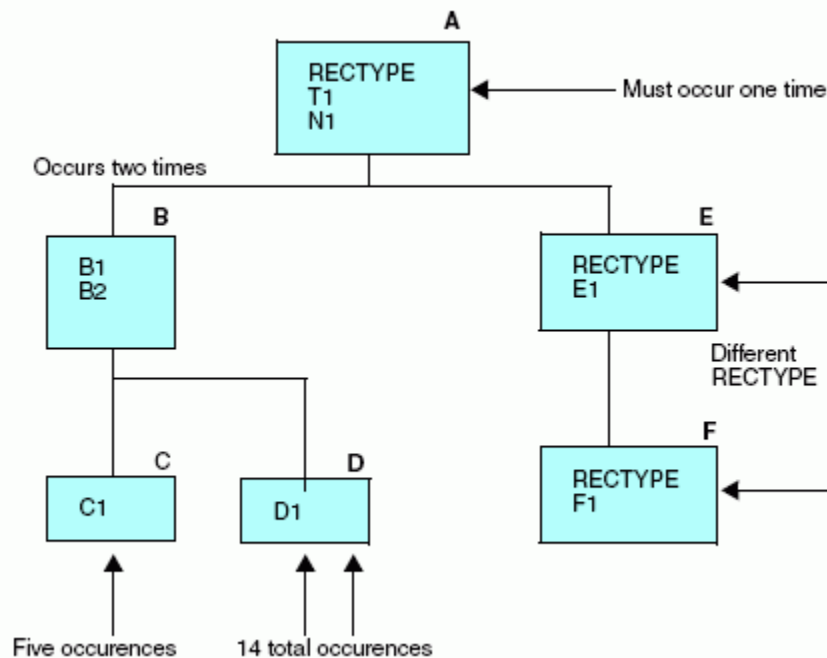 A
RECTYPE
T1
N1
Must occur one time
Occurs two times
B
B1
B2
E
RECTYPE
E1
Different
RECTYPE
C
C1
D
D1
F
RECTYPE
F1
Five occurences
14 total occurences